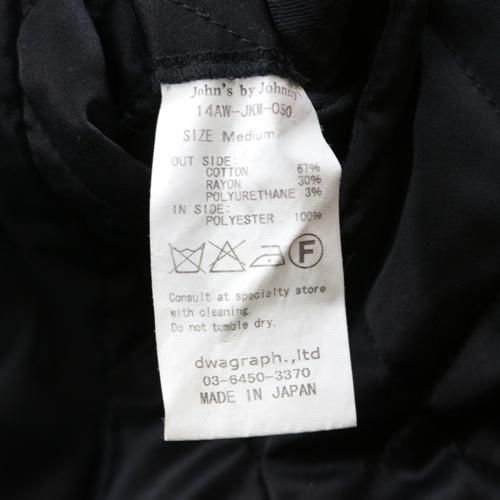 John's by Johnny
14AW-JKM-050
SIZE Medium
OUT SIDE:
COTTON 67%
RAYON 30%
POLYURETHANE 3%
IN SIDE:
POLYESTER 100%
F
Consult at specialty store
with cleaning.
Do not tumble dry.
dwagraph.,ltd
03-6450-3370
MADE IN JAPAN